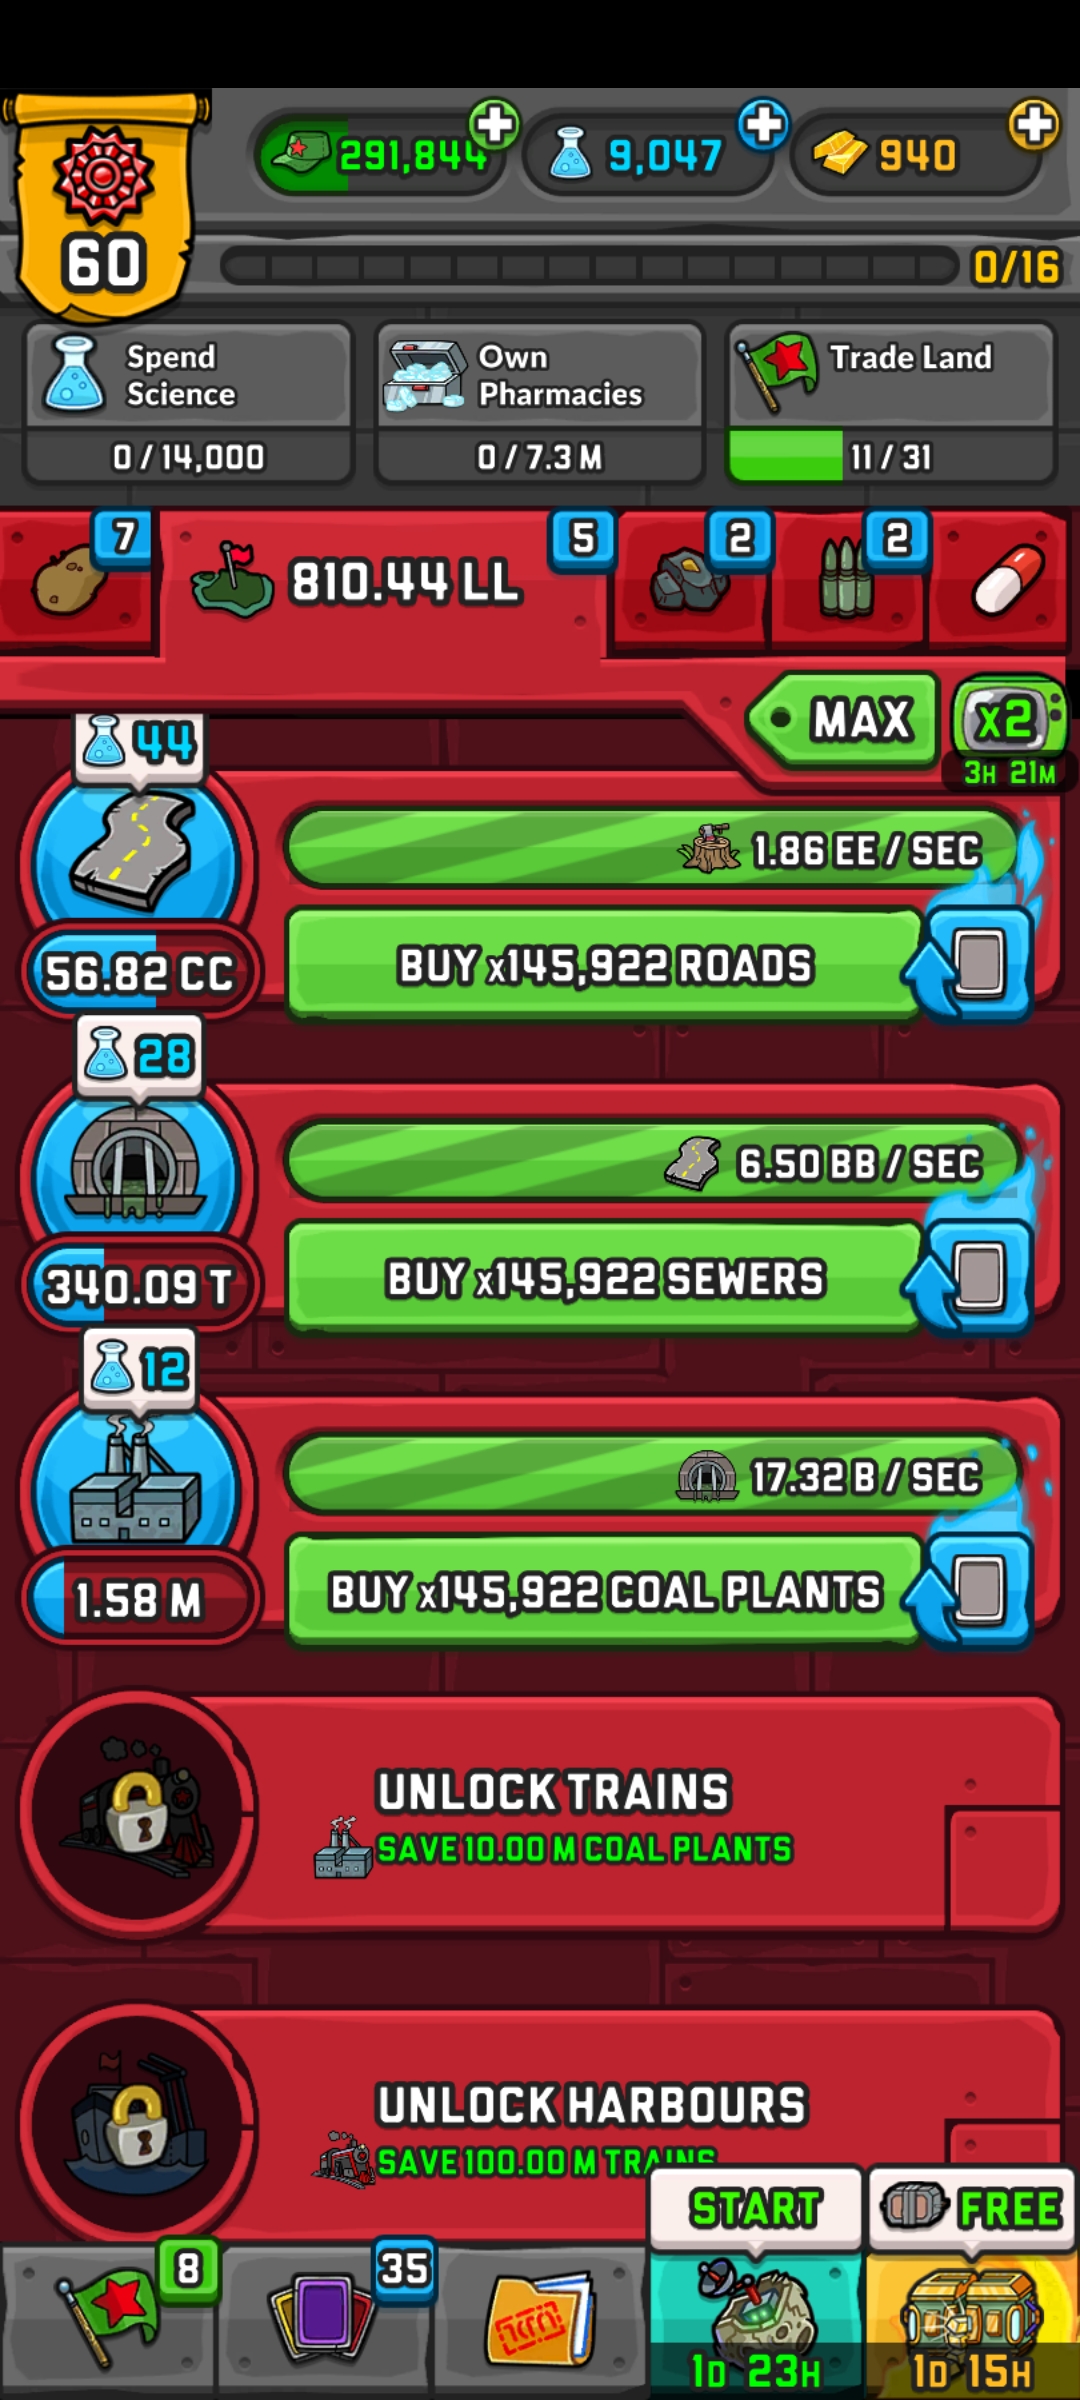 291,844
9,047
940
60
0/16
Spend
Science
0 / 14,000
Own
Pharmacies
0 / 7.3 M
Trade Land
11 / 31
7
810.44 LL
5
2
2
MAX
x2
3H 21M
44
1.86 EE / SEC
56.82 CC
BUY x145,922 ROADS
28
6.50 BB / SEC
340.09 T
BUY x145,922 SEWERS
12
17.32 B / SEC
1.58 M
BUY x145,922 COAL PLANTS
UNLOCK TRAINS
SAVE 10.00 M COAL PLANTS
UNLOCK HARBOURS
SAVE 100.00 M TRAINS
START
FREE
8
35
1D 23H
1D 15H